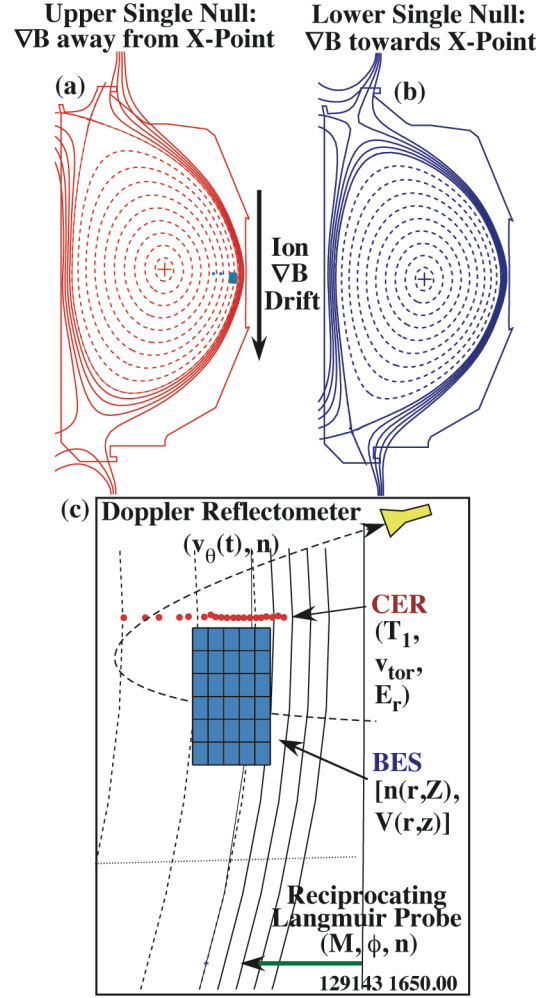 Upper Single Null:
∇B away from X-Point
Lower Single Null:
∇B towards X-Point
(a)
(b)
Ion
∇B
Drift
(c)
Doppler Reflectometer
(vθ(t), n)
CER
(T1,
vtor,
Er)
BES
[n(r,Z),
V(r,z)]
Reciprocating
Langmuir Probe
(M, ϕ, n)
129143 1650.00